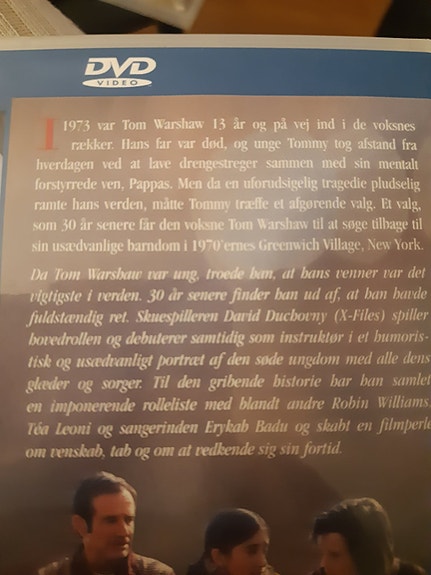 DVD
VIDEO
I 1973 var Tom Warshaw 13 år og på vej ind i de voksnes
rækker. Hans far var død, og unge Tommy tog afstand fra
hverdagen ved at lave drengestreger sammen med sin mentalt
forstyrrede ven, Pappas. Men da en uforudsigelig tragedie pludselig
ramte hans verden, måtte Tommy træffe et afgørende valg. Et valg,
som 30 år senere får den voksne Tom Warshaw til at søge tilbage til
sin usædvanlige barndom i 1970'ernes Greenwich Village, New York.
Da Tom Warshaw var ung, troede han, at hans venner var det
vigtigste i verden. 30 år senere finder han ud af, at han havde
fuldstændig ret. Skuespilleren David Duchovny (X-Files) spiller
hovedrollen og debuterer samtidig som instruktør i et humoris-
tisk og usædvanligt portræt af den søde ungdom med alle dens
glæder og sorger. Til den gribende historie har han samlet
en imponerende rolleliste med blandt andre Robin Williams,
Téa Leoni og sangerinden Erykah Badu og skabt en filmperle
om venskab, tab og om at vedkende sig sin fortid.